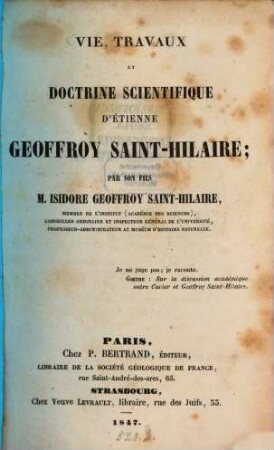 VIE, TRAVAUX
ET
DOCTRINE SCIENTIFIQUE
D'ÉTIENNE
GEOFFROY SAINT-HILAIRE;
PAR SON FILS
M. ISIDORE GEOFFROY SAINT-HILAIRE,
MEMBRE DE L'INSTITUT (ACADÉMIE DES SCIENCES),
CONSEILLER ORDINAIRE ET INSPECTEUR GÉNÉRAL DE L'UNIVERSITÉ,
PROFESSEUR-ADMINISTRATEUR AU MUSÉUM D'HISTOIRE NATURELLE.
Je ne juge pas; je raconte.
GŒTHE: Sur la discussion académique
entre Cuvier et Geoffroy Saint-Hilaire.
PARIS,
Chez P. BERTRAND, ÉDITEUR,
LIBRAIRE DE LA SOCIÉTÉ GÉOLOGIQUE DE FRANCE,
rue Saint-André-des-arcs, 65.
STRASBOURG,
Chez Veuve LEVRAULT, libraire, rue des Juifs, 33.
1847.